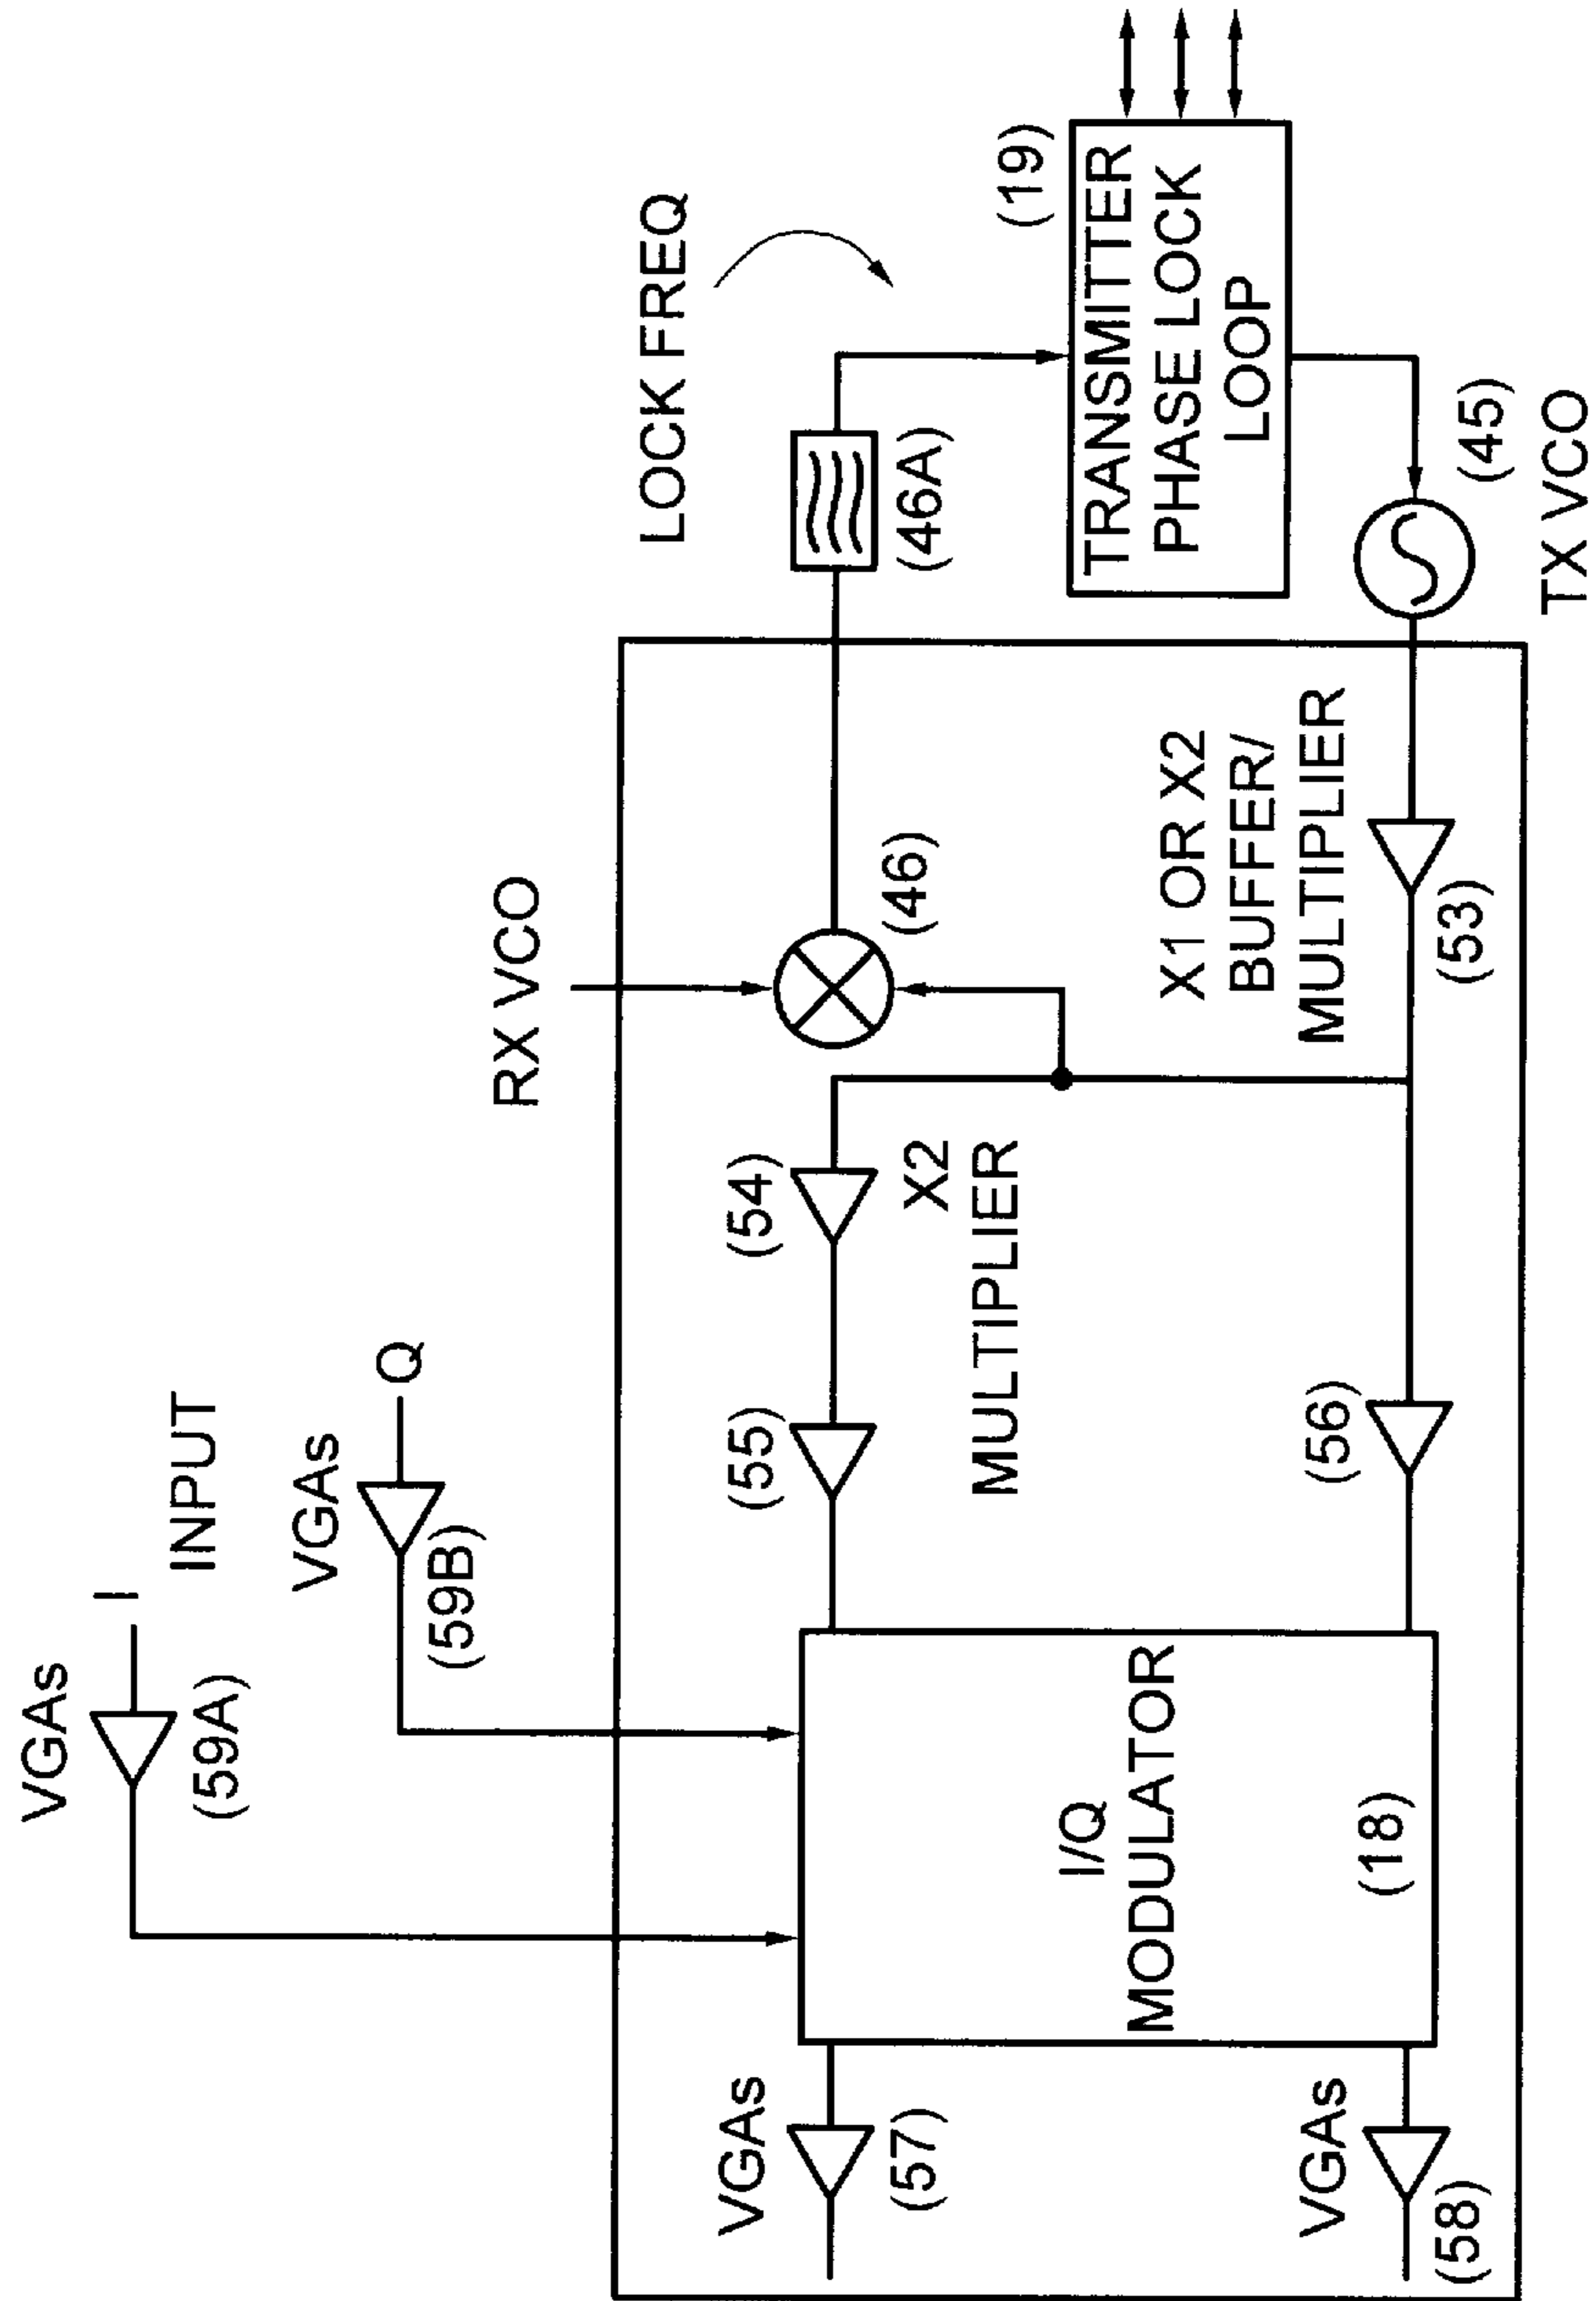 VGAs
I
(59A)
INPUT
VGAs
Q
(59B)
RX VCO
LOCK FREQ
(46A)
(19)
TRANSMITTER
PHASE LOCK
LOOP
(45)
TX VCO
(46)
X1 OR X2
BUFFER/
MULTIPLIER
(53)
(54)
X2
MULTIPLIER
(55)
(56)
I/Q
MODULATOR
(18)
VGAs
(57)
VGAs
(58)